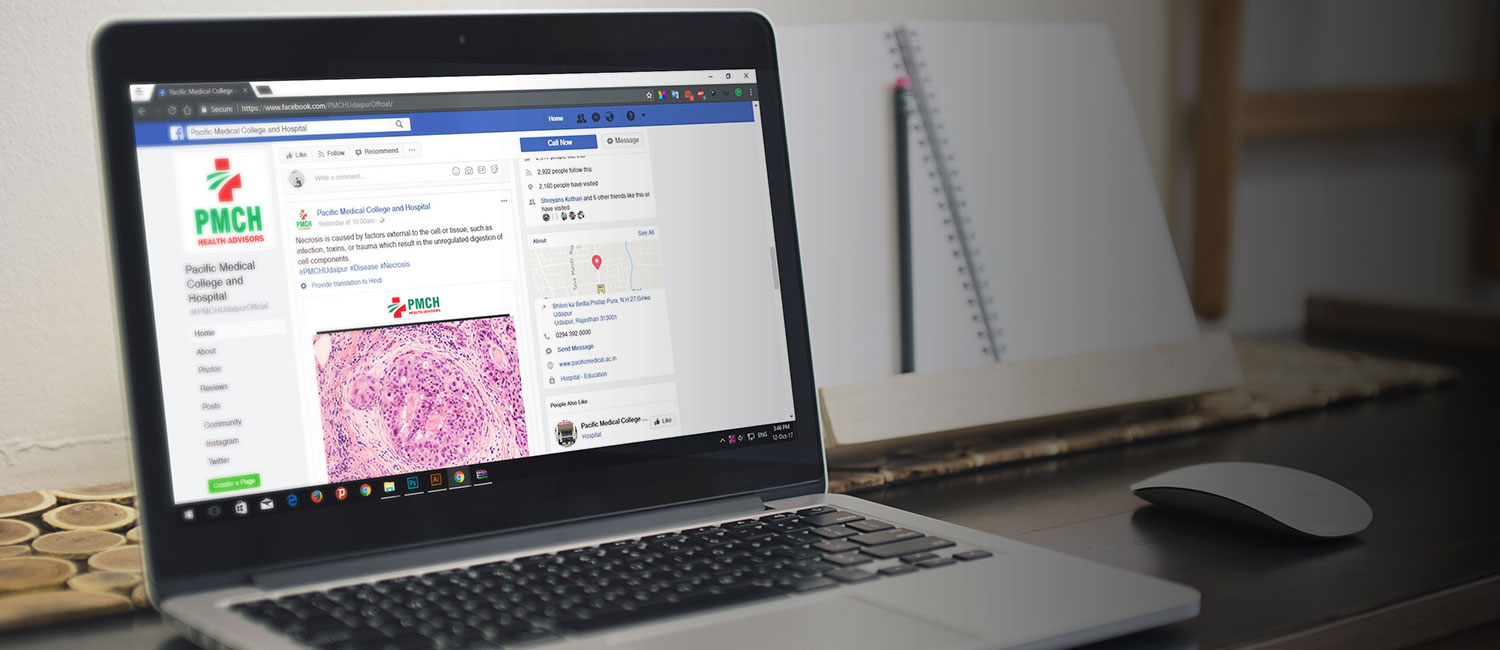 Pacific Medical College
Secure
https://www.facebook.com/PMCHUdaipurOfficial/
Pacific Medical College and Hospital
Home
PMCH
HEALTH ADVISORS
Pacific Medical
College and
Hospital
@PMCHUdaipurOfficial
Home
About
Photos
Reviews
Posts
Community
Instagram
Twitter
Create a Page
Like
Follow
Recommend
Write a comment...
PMCH
HEALTH ADVISORS
Pacific Medical College and Hospital
Yesterday at 10:00am
Necrosis is caused by factors external to the cell or tissue, such as
infection, toxins, or trauma which result in the unregulated digestion of
cell components.
#PMCHUdaipur #Disease #Necrosis
Provide translation to Hindi
PMCH
HEALTH ADVISORS
Call Now
Message
2,922 people follow this
2,160 people have visited
Shreyans Kothari and 5 other friends like this or
have visited
About
See All
Bhilon ka Bedla,Pratap Pura, N.H.27,Girwa
Udaipur
Udaipur, Rajasthan 313001
0294 392 0000
Send Message
www.pacificmedical.ac.in
Hospital - Education
People Also Like
Pacific Medical College ...
Hospital
Like
Ps
Ai
ENG
3:46 PM
12-Oct-17